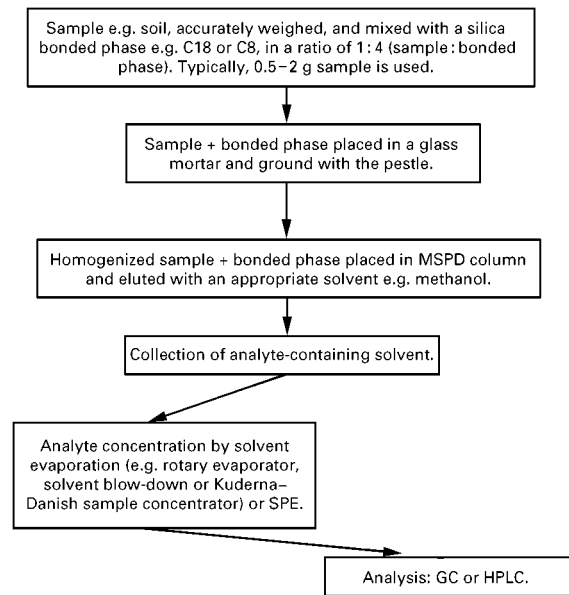 Sample e.g. soil, accurately weighed, and mixed with a silica
bonded phase e.g. C18 or C8, in a ratio of 1:4 (sample:bonded
phase). Typically, 0.5–2 g sample is used.
Sample + bonded phase placed in a glass
mortar and ground with the pestle.
Homogenized sample + bonded phase placed in MSPD column
and eluted with an appropriate solvent e.g. methanol.
Collection of analyte-containing solvent.
Analyte concentration by solvent
evaporation (e.g. rotary evaporator,
solvent blow-down or Kuderna–
Danish sample concentrator) or SPE.
Analysis: GC or HPLC.